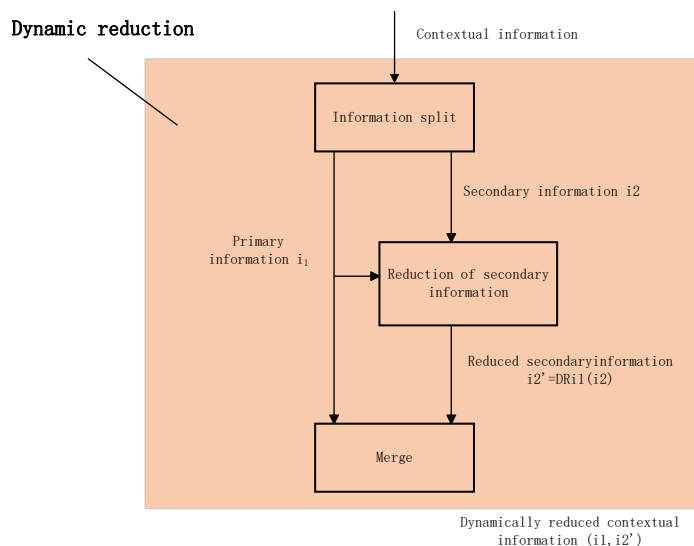 Dynamic reduction
Contextual information
Information split
Secondary information i2
Primary
information i₁
Reduction of secondary
information
Reduced secondaryinformation
i2'=DRi1(i2)
Merge
Dynamically reduced contextual
information (i1,i2')